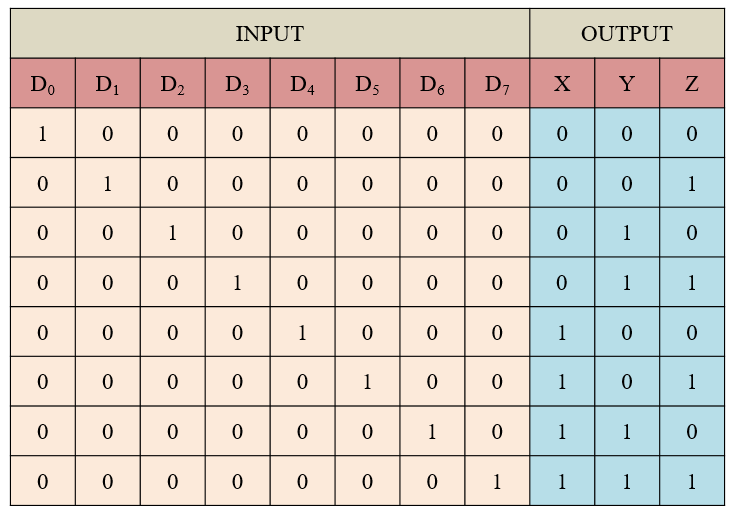 INPUT OUTPUT
D₀ D₁ D₂ D₃ D₄ D₅ D₆ D₇ X Y Z
1 0 0 0 0 0 0 0 0 0 0
0 1 0 0 0 0 0 0 0 0 1
0 0 1 0 0 0 0 0 0 1 0
0 0 0 1 0 0 0 0 0 1 1
0 0 0 0 1 0 0 0 1 0 0
0 0 0 0 0 1 0 0 1 0 1
0 0 0 0 0 0 1 0 1 1 0
0 0 0 0 0 0 0 1 1 1 1